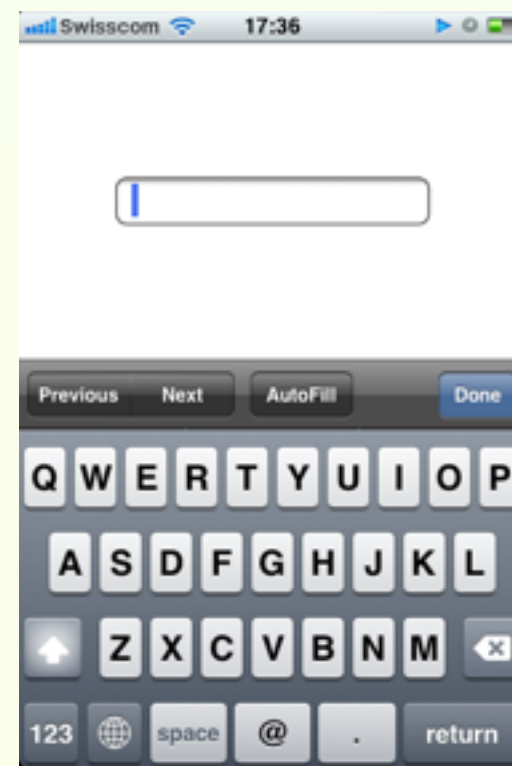 Swisscom 17:36
Previous Next AutoFill Done
Q W E R T Y U I O P
A S D F G H J K L
Z X C V B N M
123 space @ . return